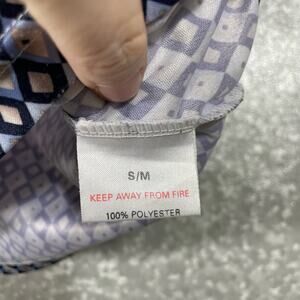 S/M
KEEP AWAY FROM FIRE
100% POLYESTER